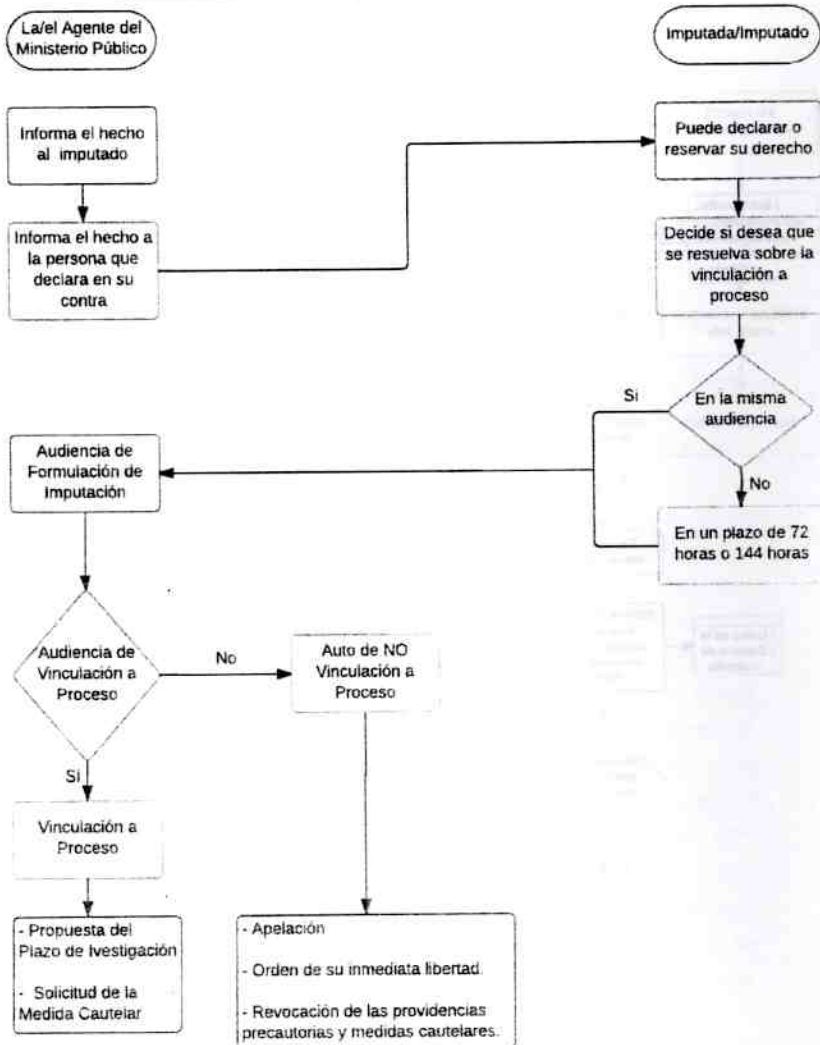 La/el Agente del
Ministerio Público
Imputada/Imputado
Informa el hecho
al imputado
Puede declarar o
reservar su derecho
Informa el hecho a
la persona que
declara en su
contra
Decide si desea que
se resuelva sobre la
vinculación a
proceso
Si
En la misma
audiencia
No
En un plazo de 72
horas o 144 horas
Audiencia de
Formulación de
Imputación
Audiencia de
Vinculación a
Proceso
No
Auto de NO
Vinculación a
Proceso
Si
Vinculación a
Proceso
- Propuesta del
Plazo de Ivestigación
- Solicitud de la
Medida Cautelar
- Apelación
- Orden de su inmediata libertad.
- Revocación de las providencias
precautorias y medidas cautelares.